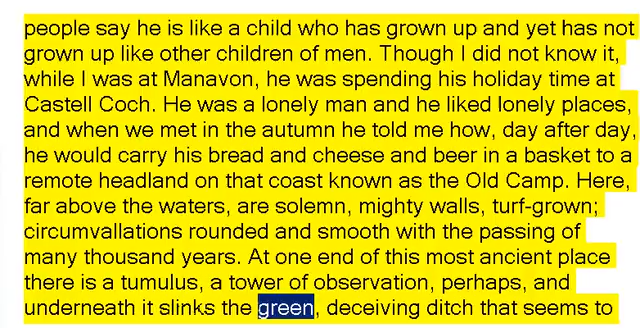 people say he is like a child who has grown up and yet has not
grown up like other children of men. Though I did not know it,
while I was at Manavon, he was spending his holiday time at
Castell Coch. He was a lonely man and he liked lonely places,
and when we met in the autumn he told me how, day after day,
he would carry his bread and cheese and beer in a basket to a
remote headland on that coast known as the Old Camp. Here,
far above the waters, are solemn, mighty walls, turf-grown;
circumvallations rounded and smooth with the passing of
many thousand years. At one end of this most ancient place
there is a tumulus, a tower of observation, perhaps, and
underneath it slinks the green, deceiving ditch that seems to